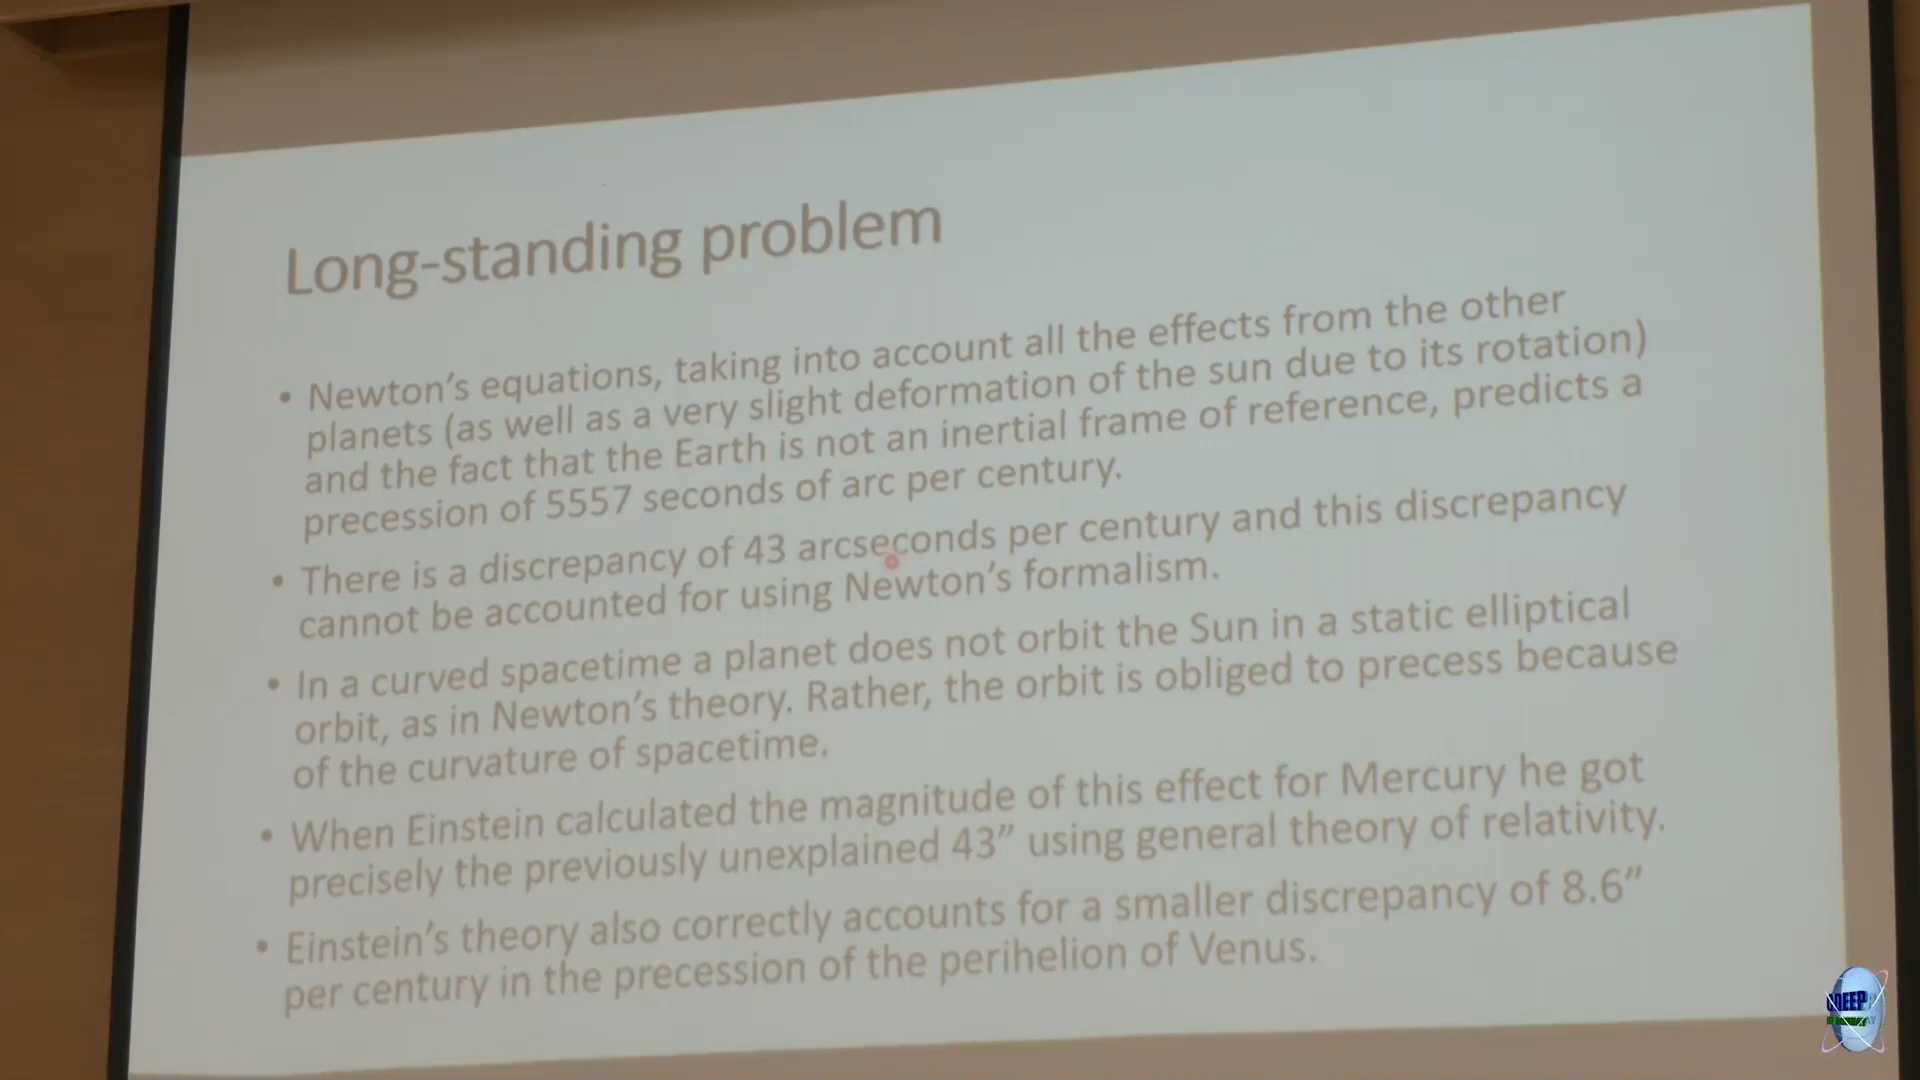 Long-standing problem
• Newton's equations, taking into account all the effects from the other
planets (as well as a very slight deformation of the sun due to its rotation)
and the fact that the Earth is not an inertial frame of reference, predicts a
precession of 5557 seconds of arc per century.
• There is a discrepancy of 43 arcseconds per century and this discrepancy
cannot be accounted for using Newton's formalism.
• In a curved spacetime a planet does not orbit the Sun in a static elliptical
orbit, as in Newton's theory. Rather, the orbit is obliged to precess because
of the curvature of spacetime.
• When Einstein calculated the magnitude of this effect for Mercury he got
precisely the previously unexplained 43” using general theory of relativity.
• Einstein's theory also correctly accounts for a smaller discrepancy of 8.6”
per century in the precession of the perihelion of Venus.
CDEEP